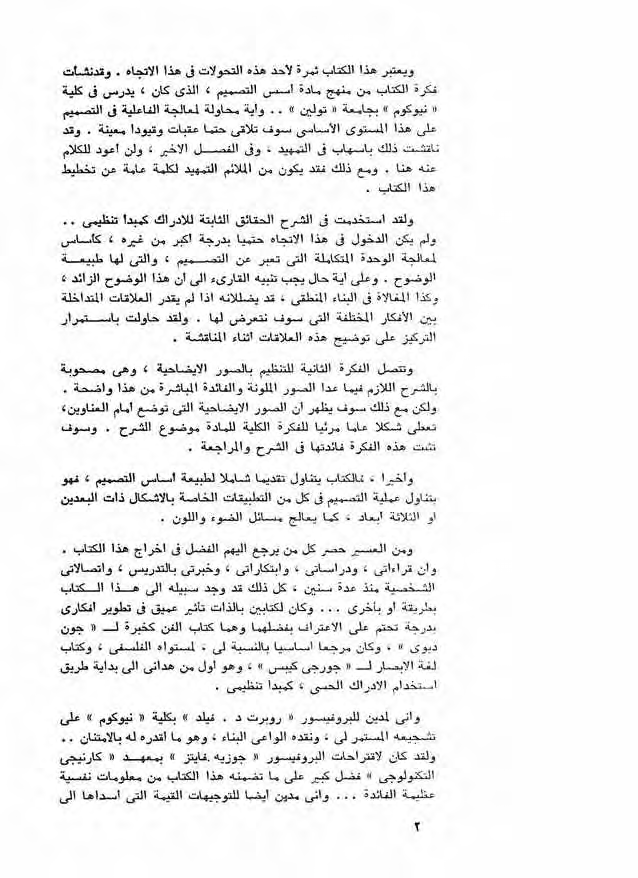 ويعتبر هذا الكتاب ثمرة لأحد هذه التحولات فى هذا الاتجاه . وقدنشأت
فكرة الكتاب من منهج مادة أسس التصميم ، الذى كان يدرس فى كلية
« نيوكوم » بجامعة « تولين » .. وأية محاولة لمعالجة الفاعلية فى التصميم
على هذا المستوى الأساسى سوف تلاقى حتما عقبات وقيودا معينة . وقد
ناقشت ذلك باسهاب فى التمهيد ، وفى الفصل الأخير ، ولن أعود للكلام
عنه هنا . ومع ذلك فقد يكون من الملائم التمهيد لكلمة عامة عن تخطيط
هذا الكتاب .
ولقد استخدمت فى الشرح الحقائق الثابتة للادراك كمبدأ تنظيمى ..
ولم يكن الدخول فى هذا الاتجاه حتميا بدرجة أكبر من غيره ، كأساس
لمعالجة الوحدة المتكاملة التى تعبر عن التصميم ، والتى لها طبيعة
الوضوح . وعلى أية حال يجب تنبيه القارىء الى أن هذا الوضوح الزائد ،
وكذا المغالاة فى البناء المنطقى ، قد يضللانه اذا لم يقدر العلاقات المتداخلة
بين الأفكار المختلفة التى سوف نتعرض لها . ولقد حاولت باستمرار
التركيز على توضيح هذه العلاقات أثناء المناقشة .
وتتصل الفكرة الثانية للتنظيم بالصور الايضاحية ، وهى مصحوبة
بالشرح اللازم فيما عدا الصور الملونة والفائدة المباشرة من هذا واضحة .
ولكن مع ذلك سوف يظهر أن الصور الايضاحية التى توضع أمام العناوين،
تعطى شكلا عاما مرئيا للفكرة الكلية للمادة موضوع الشرح . وسوف
تثبت هذه الفكرة فائدتها فى الشرح والمراجعة .
وأخيرا ، فالكتاب يتناول تقديما شاملا لطبيعة أساس التصميم ، فهو
يتناول عملية التصميم فى كل من التطبيقات الخاصة بالأشكال ذات البعدين
أو الثلاثة أبعاد ، كما يعالج مسائل الضوء واللون .
ومن العسير حصر كل من يرجع اليهم الفضل فى اخراج هذا الكتاب .
وان قراءاتى ، ودراساتى ، وابتكاراتى ، وخبرتى بالتدريس ، واتصالاتى
الشخصية منذ عدة سنين ، كل ذلك قد وجد سبيله الى هذا الكتاب
بطريقة أو بأخرى ... وكان لكتابين بالذات تأثير عميق فى تطوير أفكارى
بدرجة تحتم على الاعتراف بفضلهما وهما كتاب الفن كخبرة لـ « جون
ديوى » ، وكان مرجعا أساسيا بالنسبة لى ، لمستواه الفلسفى ، وكتاب
لغة الابصار لـ « جورجى كيبس » ، وهو أول من هدانى الى بداية طريق
استخدام الادراك الحسى ، كمبدأ تنظيمى .
وانى لمدين للبروفيسور « روبرت د . فيلد » بكلية « نيوكوم » على
تشجيعه المستمر لى ، ونقده الواعى البناء ، وهو ما أقدره له بالامتنان ..
ولقد كان لاقتراحات البروفيسور « جوزيه . فايتز » بمعهد « كارنيجى
التكنولوجى » فضل كبير على ما تضمنه هذا الكتاب من معلومات نفسية
عظيمة الفائدة ... وانى مدين أيضا للتوجيهات القيمة التى أسداها الى
٢